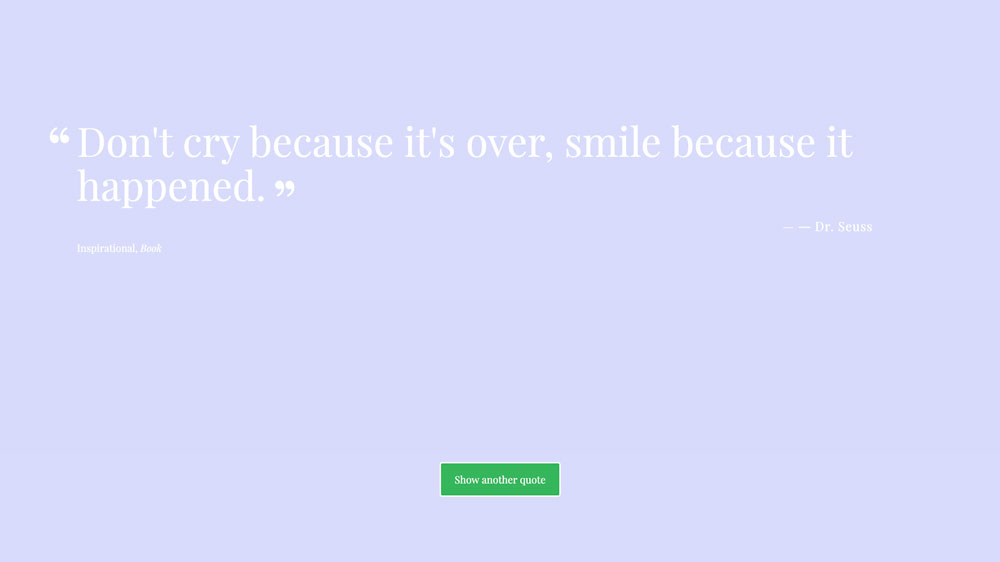 “ Don't cry because it's over, smile because it
happened. ”
— — Dr. Seuss
Inspirational, Book
Show another quote